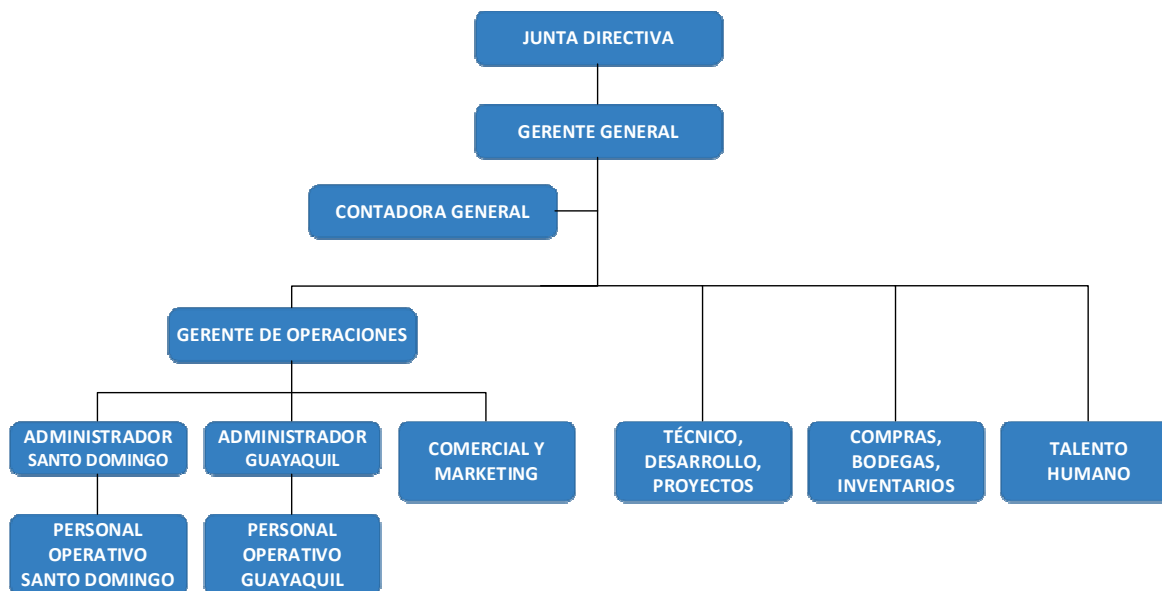 JUNTA DIRECTIVA
GERENTE GENERAL
CONTADORA GENERAL
GERENTE DE OPERACIONES
ADMINISTRADOR
SANTO DOMINGO
ADMINISTRADOR
GUAYAQUIL
COMERCIAL Y
MARKETING
TÉCNICO,
DESARROLLO,
PROYECTOS
COMPRAS,
BODEGAS,
INVENTARIOS
TALENTO
HUMANO
PERSONAL
OPERATIVO
SANTO DOMINGO
PERSONAL
OPERATIVO
GUAYAQUIL